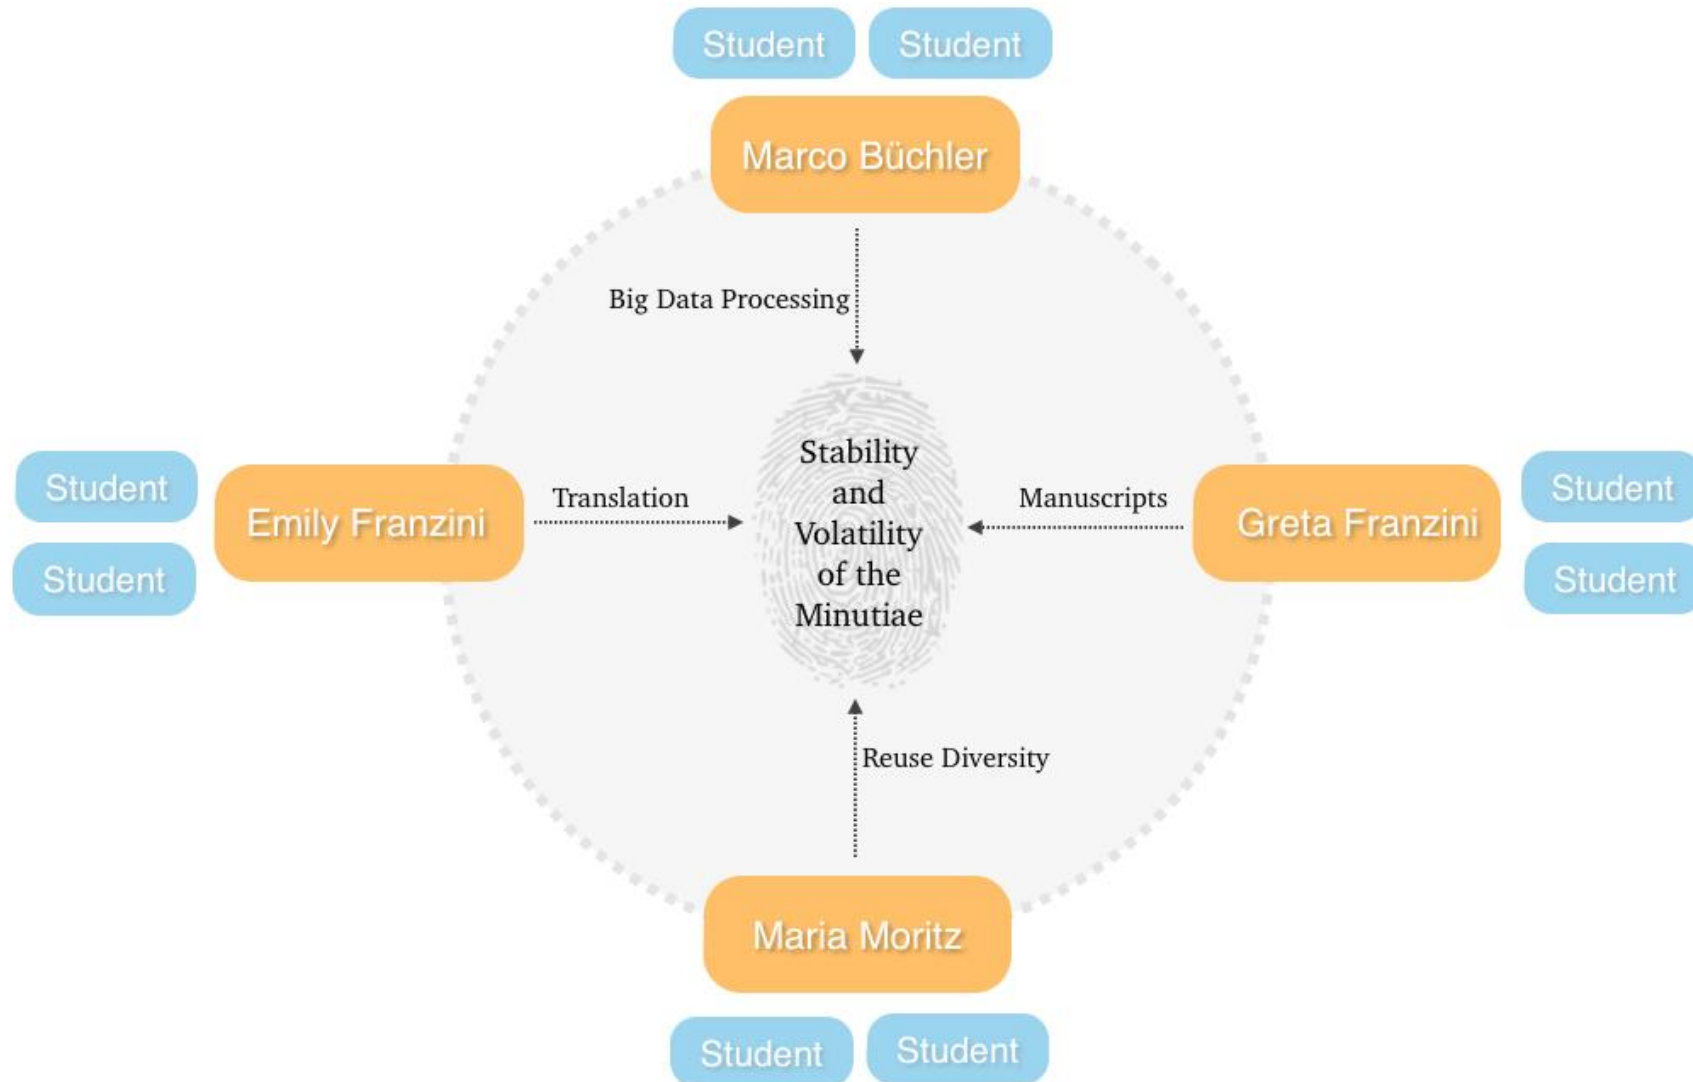 Student Student
Marco Büchler
Big Data Processing
Student
Student
Emily Franzini
Translation
Stability
and
Volatility
of the
Minutiae
Manuscripts
Greta Franzini
Student
Student
Reuse Diversity
Maria Moritz
Student Student